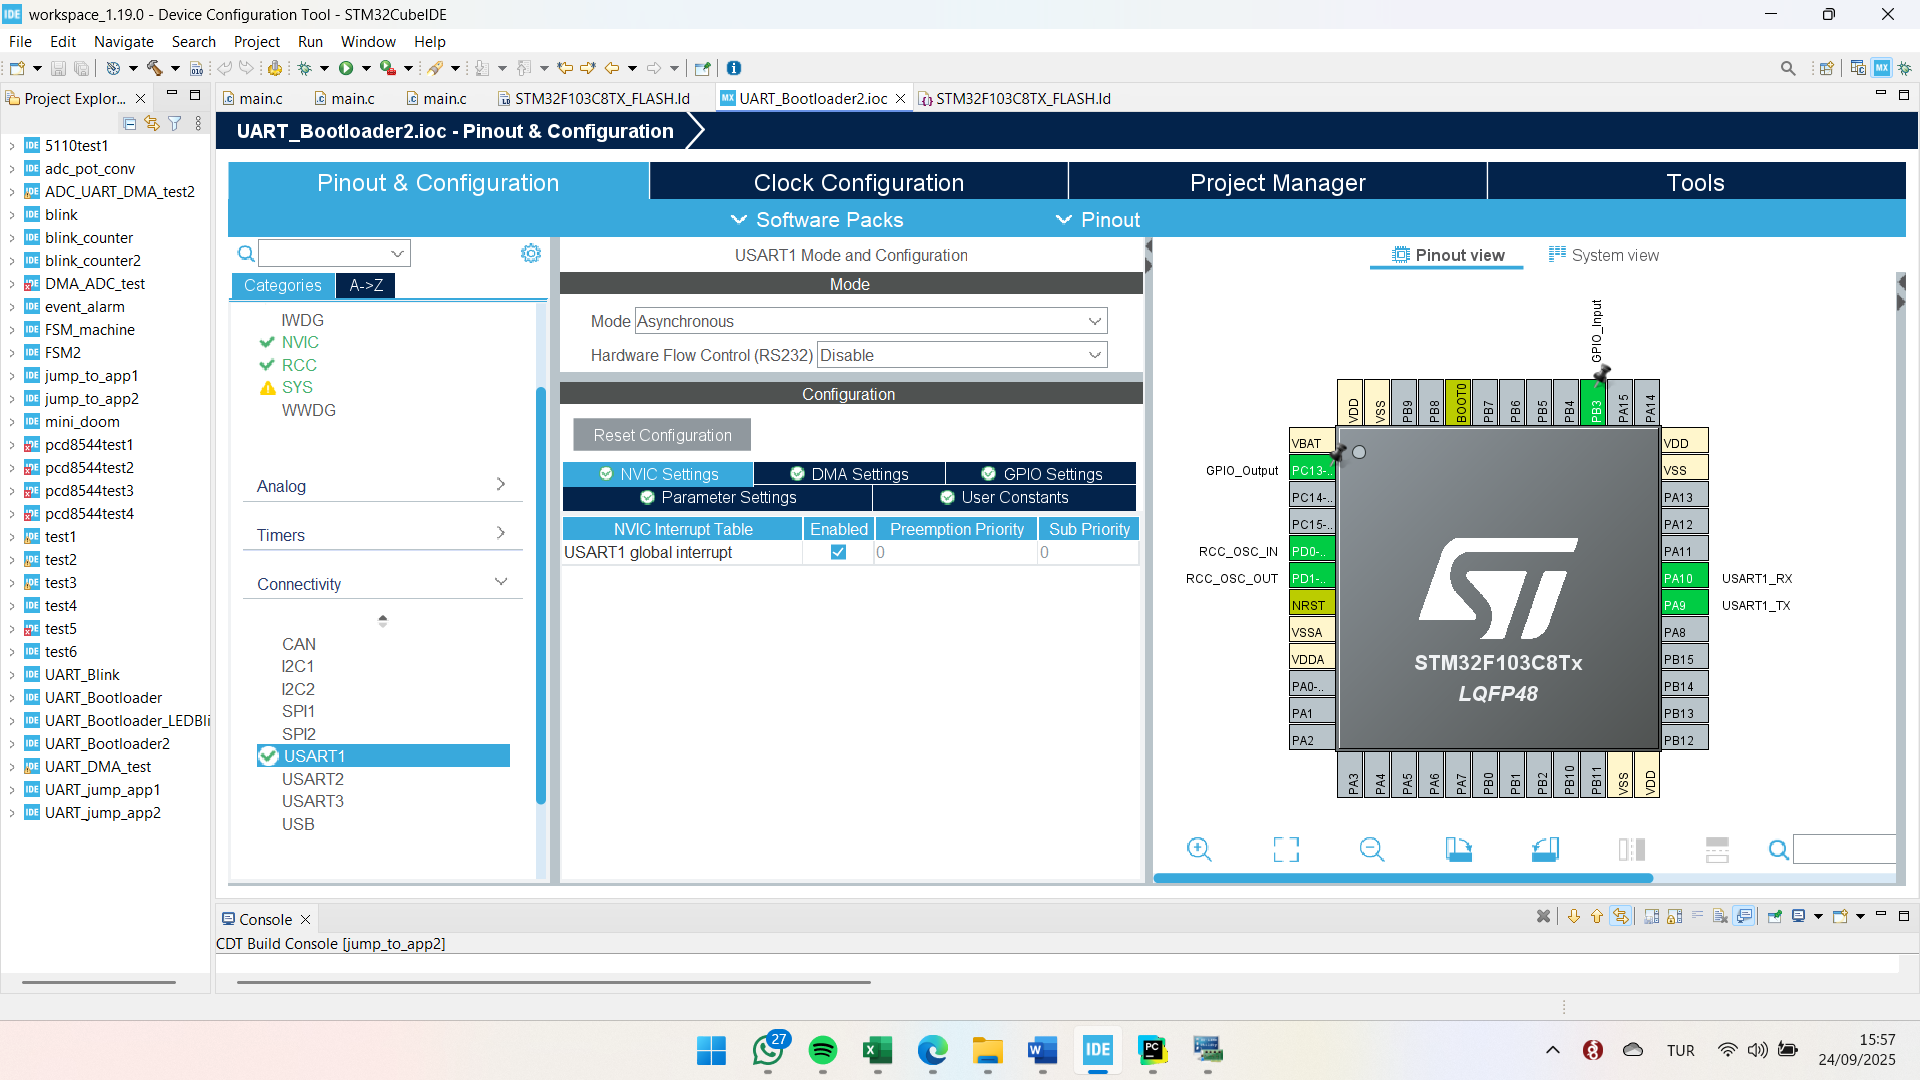 workspace_1.19.0 - Device Configuration Tool - STM32CubeIDE
File Edit Navigate Search Project Run Window Help
Project Explor...
main.c
main.c
main.c
STM32F103C8TX_FLASH.ld
UART_Bootloader2.ioc
STM32F103C8TX_FLASH.ld
5110test1
adc_pot_conv
ADC_UART_DMA_test2
blink
blink_counter
blink_counter2
DMA_ADC_test
event_alarm
FSM_machine
FSM2
jump_to_app1
jump_to_app2
mini_doom
pcd8544test1
pcd8544test2
pcd8544test3
pcd8544test4
test1
test2
test3
test4
test5
test6
UART_Blink
UART_Bootloader
UART_Bootloader_LEDBli
UART_Bootloader2
UART_DMA_test
UART_jump_app1
UART_jump_app2
UART_Bootloader2.ioc - Pinout & Configuration
Pinout & Configuration
Clock Configuration
Project Manager
Tools
Software Packs
Pinout
Categories
A->Z
IWDG
NVIC
RCC
SYS
WWDG
Analog
Timers
Connectivity
CAN
I2C1
I2C2
SPI1
SPI2
USART1
USART2
USART3
USB
USART1 Mode and Configuration
Mode
Mode Asynchronous
Hardware Flow Control (RS232) Disable
Configuration
Reset Configuration
NVIC Settings
DMA Settings
GPIO Settings
Parameter Settings
User Constants
NVIC Interrupt Table Enabled Preemption Priority Sub Priority
USART1 global interrupt 0 0
Pinout view
System view
GPIO_Input
VDD VSS PB9 PB8 BOOT0 PB7 PB6 PB5 PB4 PB3 PA15 PA14
VBAT
GPIO_Output PC13-..
PC14-..
PC15-..
RCC_OSC_IN PD0-..
RCC_OSC_OUT PD1-..
NRST
VSSA
VDDA
PA0-..
PA1
PA2
VDD
VSS
PA13
PA12
PA11
PA10 USART1_RX
PA9 USART1_TX
PA8
PB15
PB14
PB13
PB12
STM32F103C8Tx
LQFP48
PA3 PA4 PA5 PA6 PA7 PB0 PB1 PB2 PB10 PB11 VSS VDD
Console
CDT Build Console [jump_to_app2]
27
IDE
TUR
15:57
24/09/2025